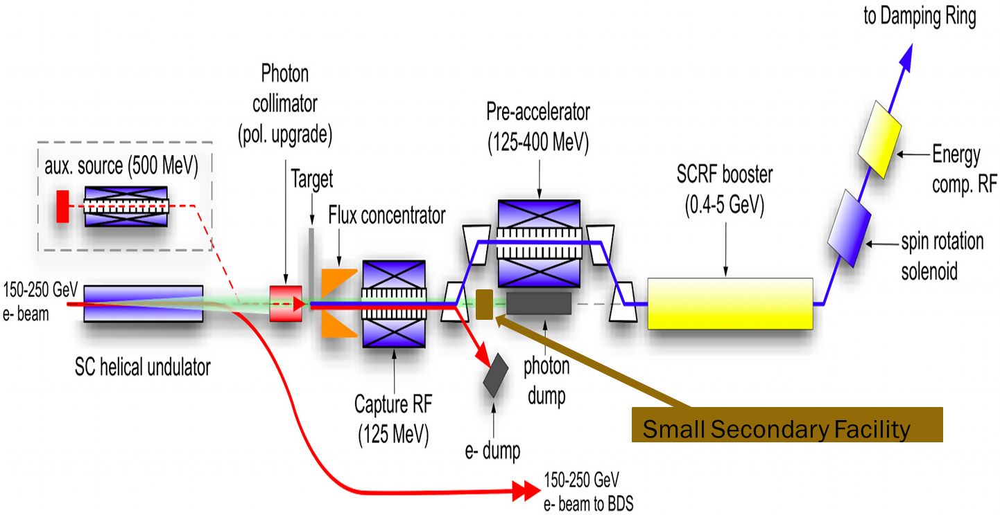 to Damping Ring
Photon
collimator
(pol. upgrade)
Pre-accelerator
(125-400 MeV)
aux. source (500 MeV)
Target
Flux concentrator
SCRF booster
(0.4-5 GeV)
Energy
comp. RF
spin rotation
solenoid
150-250 GeV
e- beam
SC helical undulator
Capture RF
(125 MeV)
photon
dump
e- dump
Small Secondary Facility
150-250 GeV
e- beam to BDS